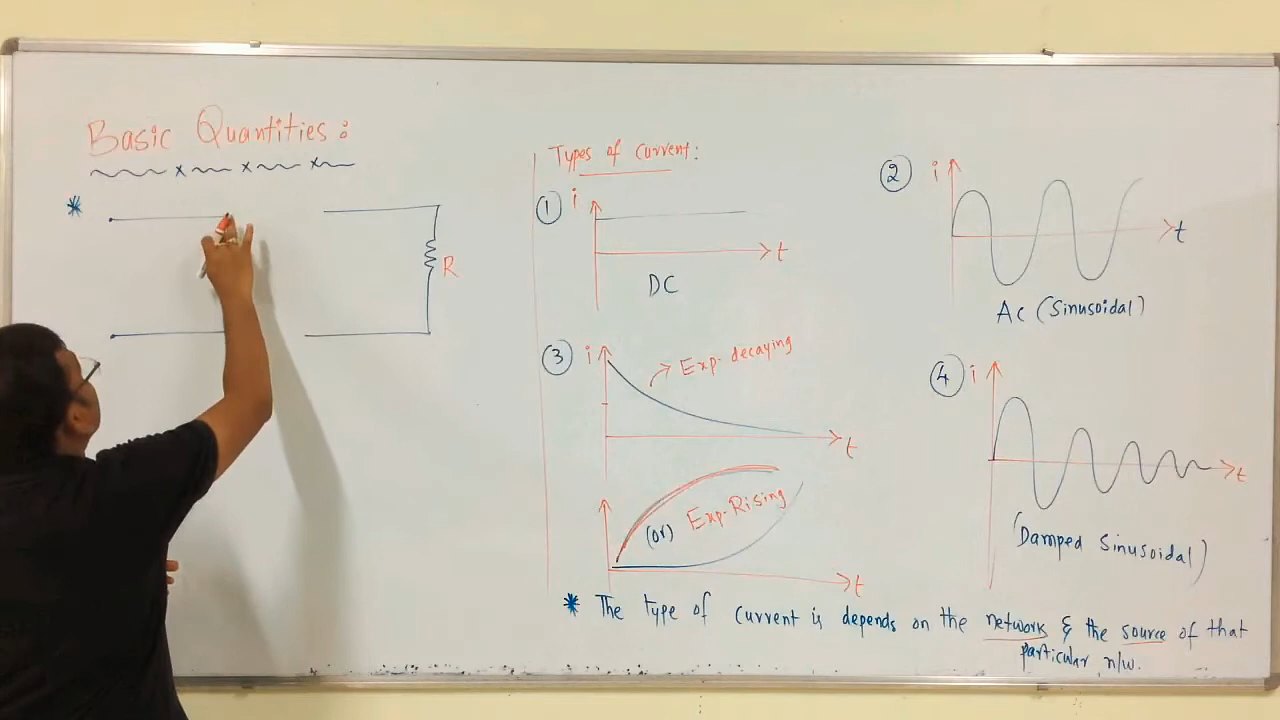 Basic Quantities:
*
R
Types of current:
1
i
t
DC
2
i
t
Ac (Sinusoidal)
3
i
Exp. decaying
t
(or) Exp. Rising
t
4
i
t
(Damped Sinusoidal)
* The type of current is depends on the network & the source of that
particular n/w.